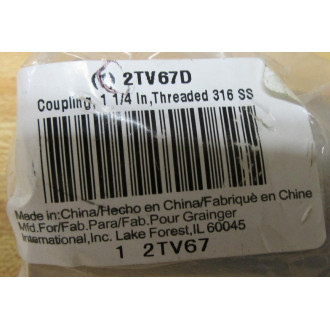 2TV67D
Coupling, 1 1/4 In,Threaded 316 SS
Made in:China/Hecho en China/Fabriquè en Chine
Mfd.For/Fab.Para/Fab.Pour Grainger
International,Inc. Lake Forest,IL 60045
1 2TV67